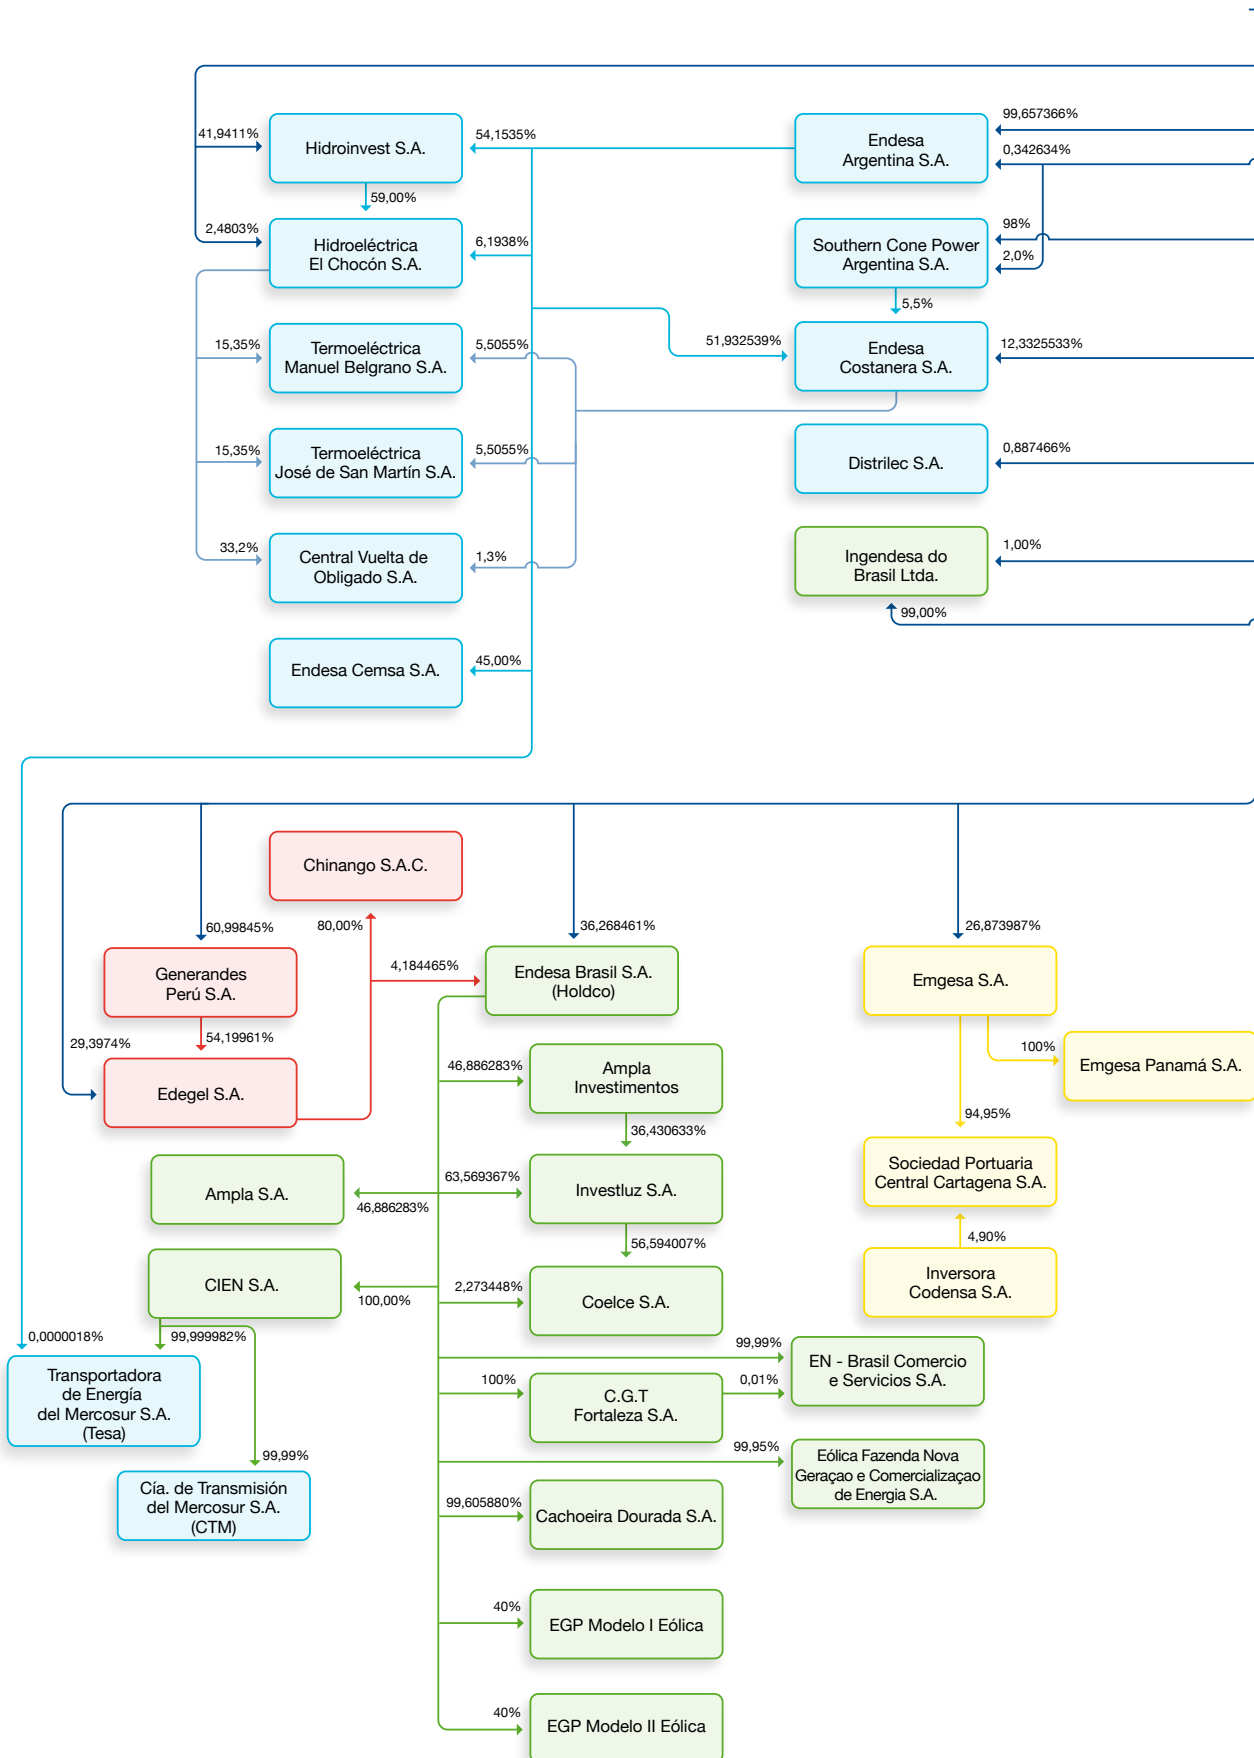 99,657366%
41,9411%
Hidroinvest S.A.
54,1535%
Endesa
Argentina S.A.
0,342634%
59,00%
2,4803%
Hidroeléctrica
El Chocón S.A.
6,1938%
Southern Cone Power
Argentina S.A.
98%
2,0%
5,5%
15,35%
Termoeléctrica
Manuel Belgrano S.A.
5,5055%
51,932539%
Endesa
Costanera S.A.
12,3325533%
15,35%
Termoeléctrica
José de San Martín S.A.
5,5055%
Distrilec S.A.
0,887466%
33,2%
Central Vuelta de
Obligado S.A.
1,3%
Ingendesa do
Brasil Ltda.
1,00%
99,00%
Endesa Cemsa S.A.
45,00%
Chinango S.A.C.
60,99845%
80,00%
36,268461%
26,873987%
Generandes
Perú S.A.
4,184465%
Endesa Brasil S.A.
(Holdco)
Emgesa S.A.
29,3974%
54,19961%
100%
Emgesa Panamá S.A.
Edegel S.A.
46,886283%
Ampla
Investimentos
94,95%
36,430633%
Ampla S.A.
46,886283%
63,569367%
Investluz S.A.
Sociedad Portuaria
Central Cartagena S.A.
56,594007%
4,90%
CIEN S.A.
100,00%
2,273448%
Coelce S.A.
Inversora
Codensa S.A.
0,0000018%
99,999982%
99,99%
EN - Brasil Comercio
e Servicios S.A.
Transportadora
de Energía
del Mercosur S.A.
(Tesa)
100%
C.G.T
Fortaleza S.A.
0,01%
99,99%
99,95%
Eólica Fazenda Nova
Geraçao e Comercializaçao
de Energia S.A.
Cía. de Transmisión
del Mercosur S.A.
(CTM)
99,605880%
Cachoeira Dourada S.A.
40%
EGP Modelo I Eólica
40%
EGP Modelo II Eólica